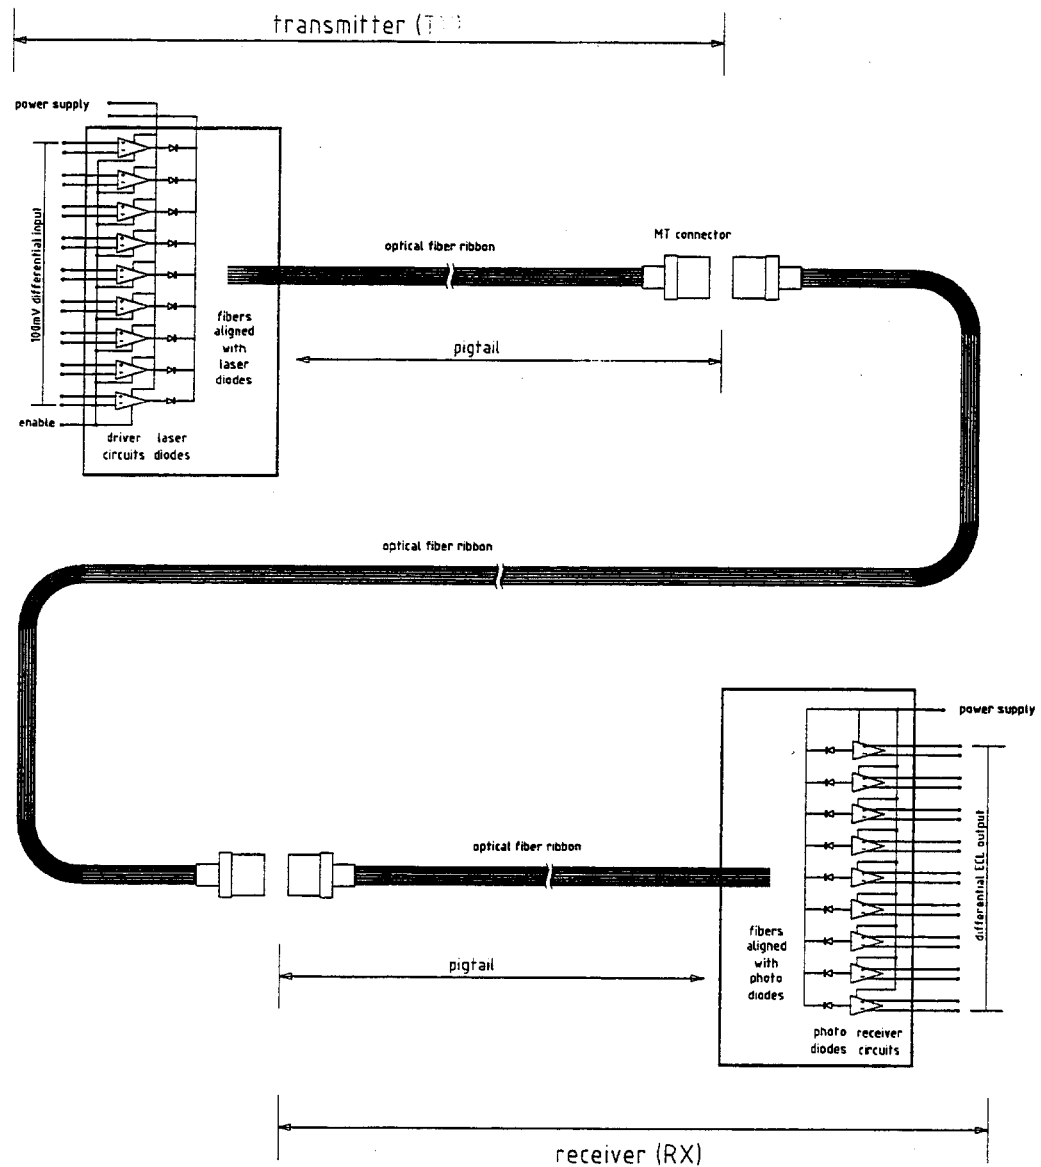 transmitter
power supply
100mV differential input
enable
driver circuits
laser diodes
fibers
aligned
with
laser
diodes
optical fiber ribbon
MT connector
pigtail
optical fiber ribbon
power supply
differential ECL output
optical fiber ribbon
fibers
aligned
with
photo
diodes
pigtail
photo diodes
receiver circuits
receiver (RX)